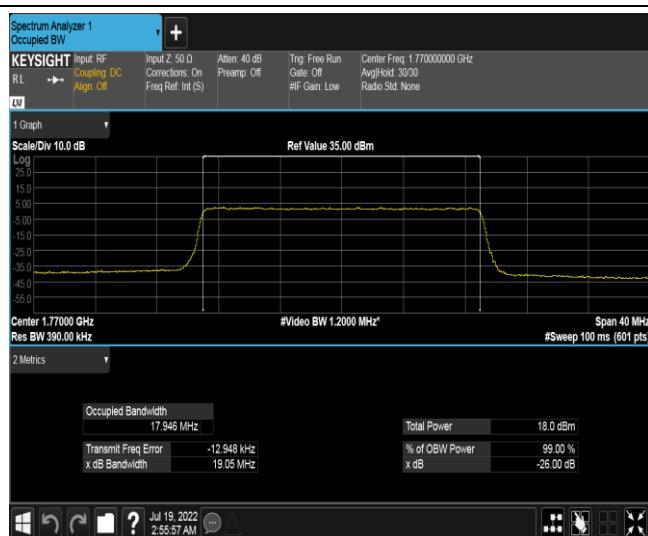 Spectrum Analyzer 1
Occupied BW
+
KEYSIGHT
RL
LXI
Input: RF
Coupling: DC
Align: Off
Input Z: 50 Ω
Corrections: On
Freq Ref: Int (S)
Atten: 40 dB
Preamp: Off
Trig: Free Run
Gate: Off
#IF Gain: Low
Center Freq: 1.770000000 GHz
Avg|Hold: 30/30
Radio Std: None
1 Graph
Scale/Div 10.0 dB
Ref Value 35.00 dBm
Log
25.0
15.0
5.00
-5.00
-15.0
-25.0
-35.0
-45.0
-55.0
Center 1.77000 GHz
#Video BW 1.2000 MHz*
Span 40 MHz
Res BW 390.00 kHz
#Sweep 100 ms (601 pts)
2 Metrics
Occupied Bandwidth
17.946 MHz
Total Power 18.0 dBm
Transmit Freq Error -12.948 kHz
% of OBW Power 99.00 %
x dB Bandwidth 19.05 MHz
x dB -26.00 dB
?
Jul 19, 2022
2:55:57 AM